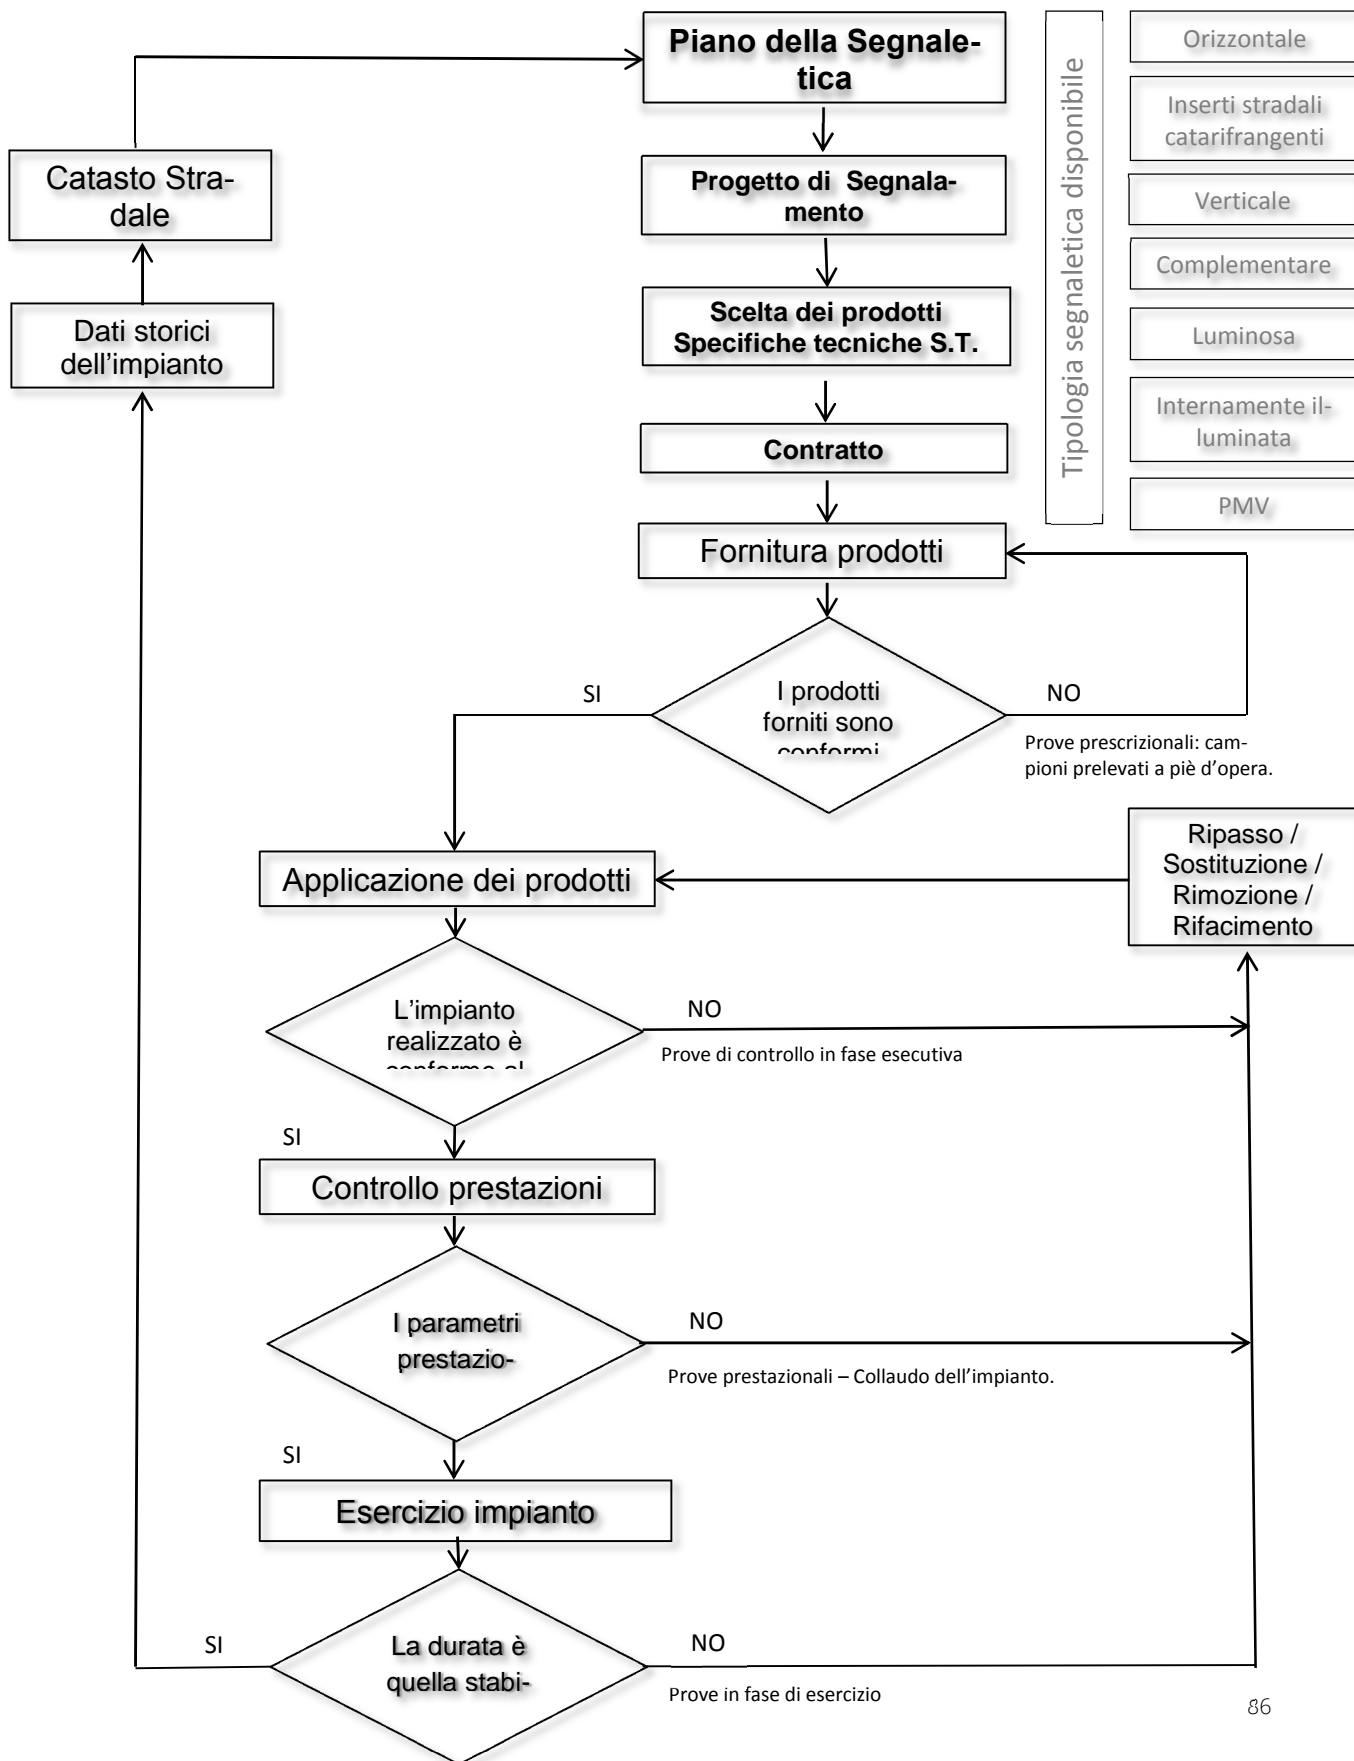 Piano della Segnale-
tica
Progetto di Segnala-
mento
Scelta dei prodotti
Specifiche tecniche S.T.
Contratto
Fornitura prodotti
Tipologia segnaletica disponibile
Orizzontale
Inserti stradali
catarifrangenti
Verticale
Complementare
Luminosa
Internamente il-
luminata
PMV
Catasto Stra-
dale
Dati storici
dell’impianto
SI
I prodotti
forniti sono
conformi
NO
Prove prescrizionali: cam-
pioni prelevati a piè d’opera.
Ripasso /
Sostituzione /
Rimozione /
Rifacimento
Applicazione dei prodotti
L’impianto
realizzato è
conforme al
NO
Prove di controllo in fase esecutiva
SI
Controllo prestazioni
I parametri
prestazio-
NO
Prove prestazionali – Collaudo dell’impianto.
SI
Esercizio impianto
SI
La durata è
quella stabi-
NO
Prove in fase di esercizio
86